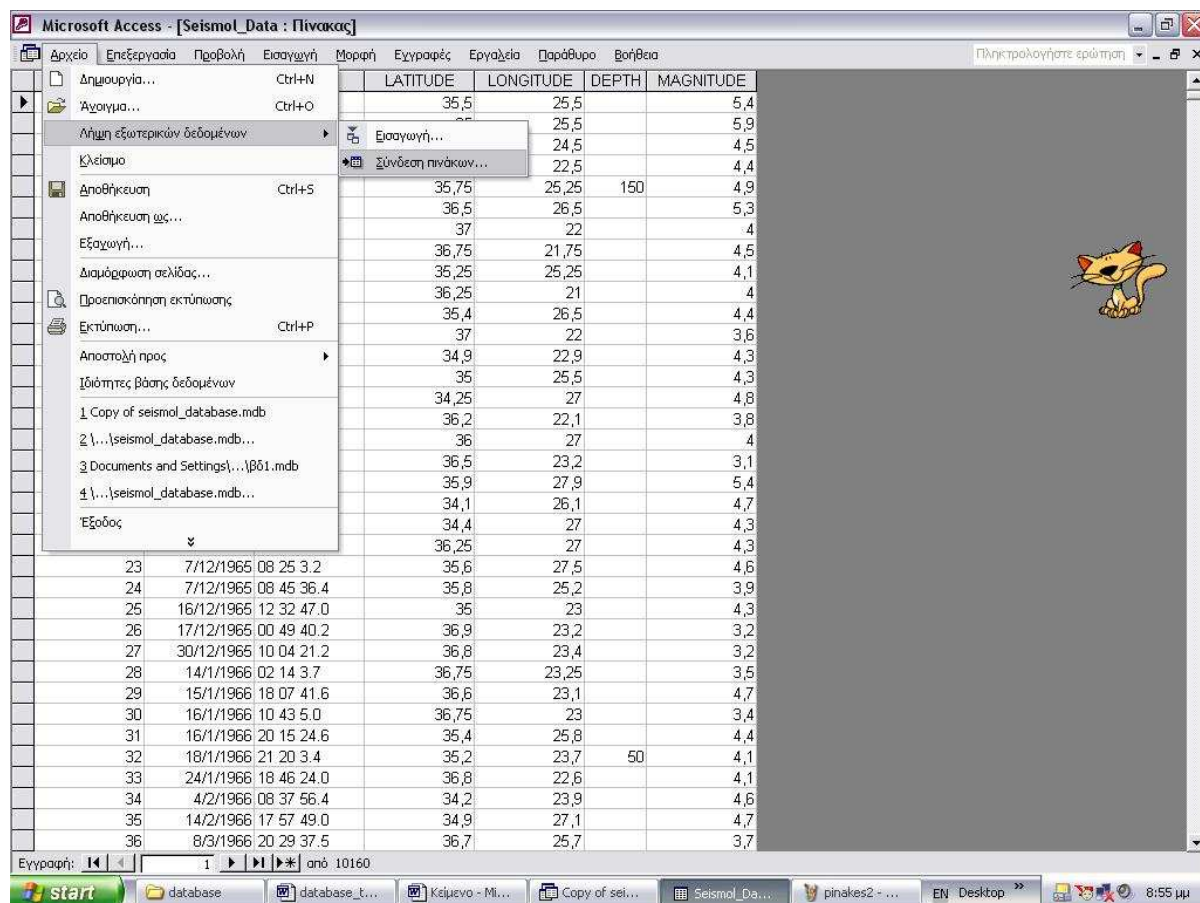 Microsoft Access - [Seismol_Data : Πίνακας]
Αρχείο Επεξεργασία Προβολή Εισαγωγή Μορφή Εγγραφές Εργαλεία Παράθυρο Βοήθεια Πληκτρολογήστε ερώτηση
LATITUDE LONGITUDE DEPTH MAGNITUDE
Δημιουργία... Ctrl+N
Άνοιγμα... Ctrl+O
Λήψη εξωτερικών δεδομένων
Κλείσιμο
Αποθήκευση Ctrl+S
Αποθήκευση ως...
Εξαγωγή...
Διαμόρφωση σελίδας...
Προεπισκόπηση εκτύπωσης
Εκτύπωση... Ctrl+P
Αποστολή προς
Ιδιότητες βάσης δεδομένων
1 Copy of seismol_database.mdb
2 \...\seismol_database.mdb...
3 Documents and Settings\...\βδ1.mdb
4 \...\seismol_database.mdb...
Έξοδος
Εισαγωγή...
Σύνδεση πινάκων...
35,5 25,5 5,4
25,5 5,9
24,5 4,5
22,5 4,4
35,75 25,25 150 4,9
36,5 26,5 5,3
37 22 4
36,75 21,75 4,5
35,25 25,25 4,1
36,25 21 4
35,4 26,5 4,4
37 22 3,6
34,9 22,9 4,3
35 25,5 4,3
34,25 27 4,8
36,2 22,1 3,8
36 27 4
36,5 23,2 3,1
35,9 27,9 5,4
34,1 26,1 4,7
34,4 27 4,3
36,25 27 4,3
23 7/12/1965 08 25 3.2 35,6 27,5 4,6
24 7/12/1965 08 45 36.4 35,8 25,2 3,9
25 16/12/1965 12 32 47.0 35 23 4,3
26 17/12/1965 00 49 40.2 36,9 23,2 3,2
27 30/12/1965 10 04 21.2 36,8 23,4 3,2
28 14/1/1966 02 14 3.7 36,75 23,25 3,5
29 15/1/1966 18 07 41.6 36,6 23,1 4,7
30 16/1/1966 10 43 5.0 36,75 23 3,4
31 16/1/1966 20 15 24.6 35,4 25,8 4,4
32 18/1/1966 21 20 3.4 35,2 23,7 50 4,1
33 24/1/1966 18 46 24.0 36,8 22,6 4,1
34 4/2/1966 08 37 56.4 34,2 23,9 4,6
35 14/2/1966 17 57 49.0 34,9 27,1 4,7
36 8/3/1966 20 29 37.5 36,7 25,7 3,7
Εγγραφή: 1 από 10160
start database database_t... Κείμενο - Mi... Copy of sei... Seismol_Da... pinakes2 - ... EN Desktop » 8:55 μμ